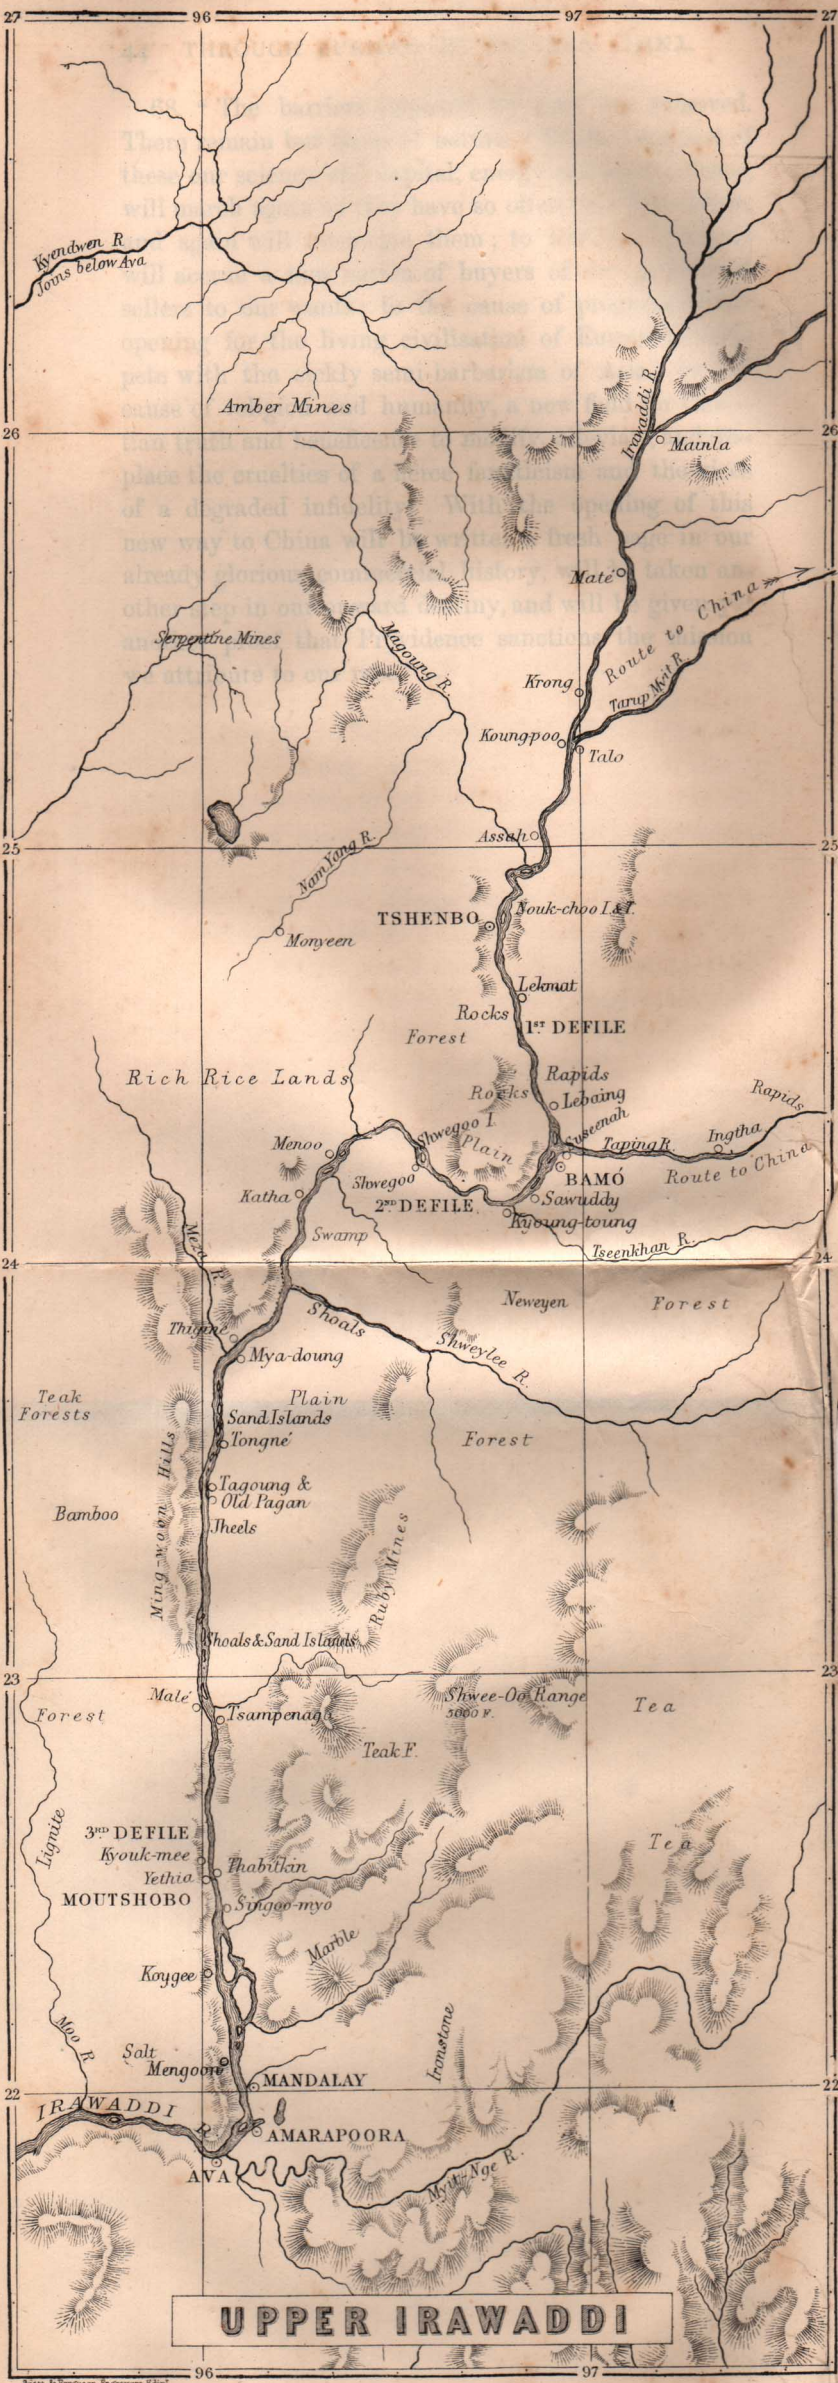 27 96 97 27
Kyendwen R
Joins below Ava
Amber Mines
Irawaddi R.
26 26
Mainla
Maté
Route to China
Serpentine Mines
Magoung R.
Krong
Tarup Myit R.
Koungpoo
Talo
Assah
25 25
Nam Yang R.
TSHENBO
Nouk-choo I & I.
Monyeen
Lekmat
Rocks
1ST DEFILE
Forest
Rich Rice Lands
Rapids
Rocks
Lebaing
Rapids
Suseenah
Shwegoo I.
Plain
Ingtha
Menoo
Taping R.
Route to China
Shwegoo
BAMÓ
Katha
2ND DEFILE
Sawuddy
Kyoung-toung
Swamp
Tseenkhan R.
Meza R.
24 24
Neweyen
Forest
Shoals
Thigine
Shweylee R.
Mya-doung
Teak
Forests
Plain
Sand Islands
Tongné
Forest
Ming-woon Hills
Tagoung &
Old Pagan
Bamboo
Jheels
Ruby Mines
Shoals & Sand Islands
23 23
Malé
Shwee-Oo Range
5000 F.
Tea
Forest
Tsampenago
Teak F.
Lignite
3RD DEFILE
Tea
Kyouk-mee
Thabitkin
Yethia
MOUTSHOBO
Singoo-myo
Marble
Koygee
Ironstone
Moo R
Salt
Mengoon
MANDALAY
22 22
IRAWADDI R.
AMARAPOORA
AVA
Myit-Nge R.
UPPER IRAWADDI
96 97